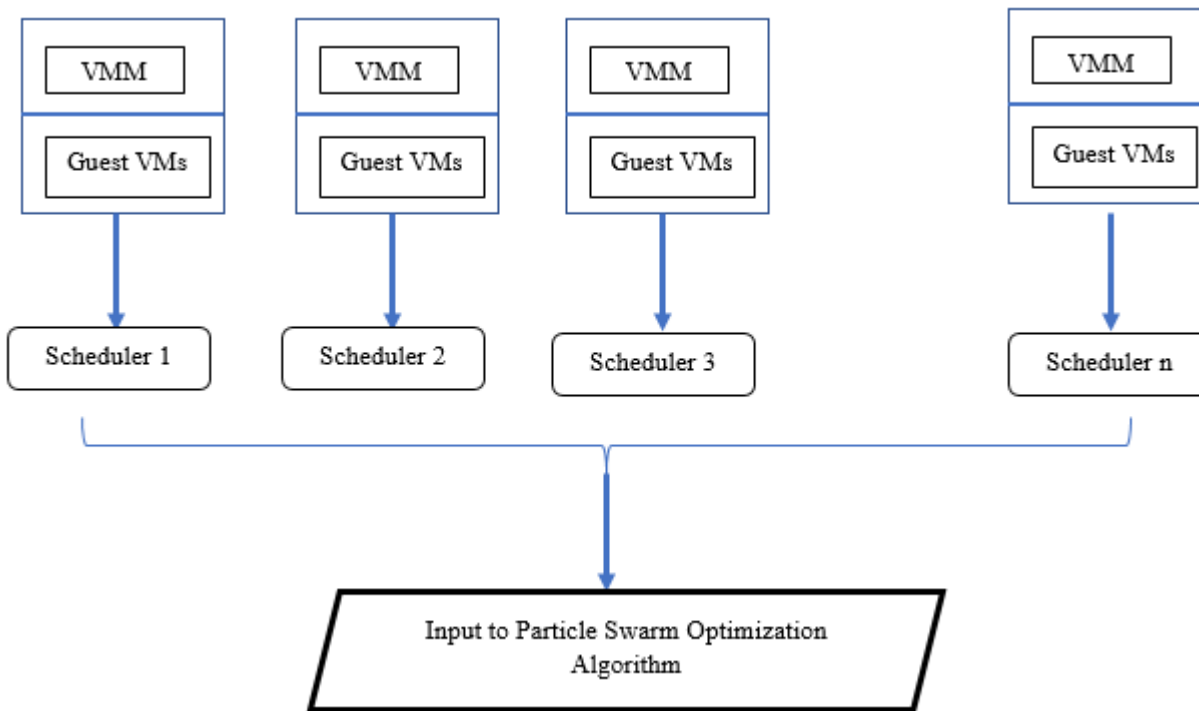 VMM
VMM
VMM
VMM
Guest VMs
Guest VMs
Guest VMs
Guest VMs
Scheduler 1
Scheduler 2
Scheduler 3
Scheduler n
Input to Particle Swarm Optimization
Algorithm